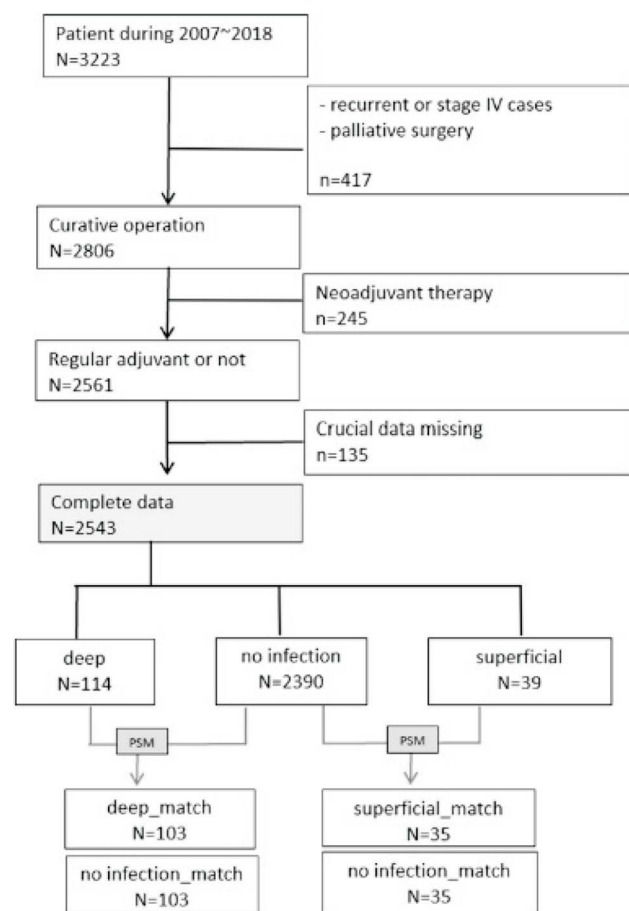 Patient during 2007~2018
N=3223
- recurrent or stage IV cases
- palliative surgery
n=417
Curative operation
N=2806
Neoadjuvant therapy
n=245
Regular adjuvant or not
N=2561
Crucial data missing
n=135
Complete data
N=2543
deep
N=114
no infection
N=2390
superficial
N=39
PSM
PSM
deep_match
N=103
superficial_match
N=35
no infection_match
N=103
no infection_match
N=35